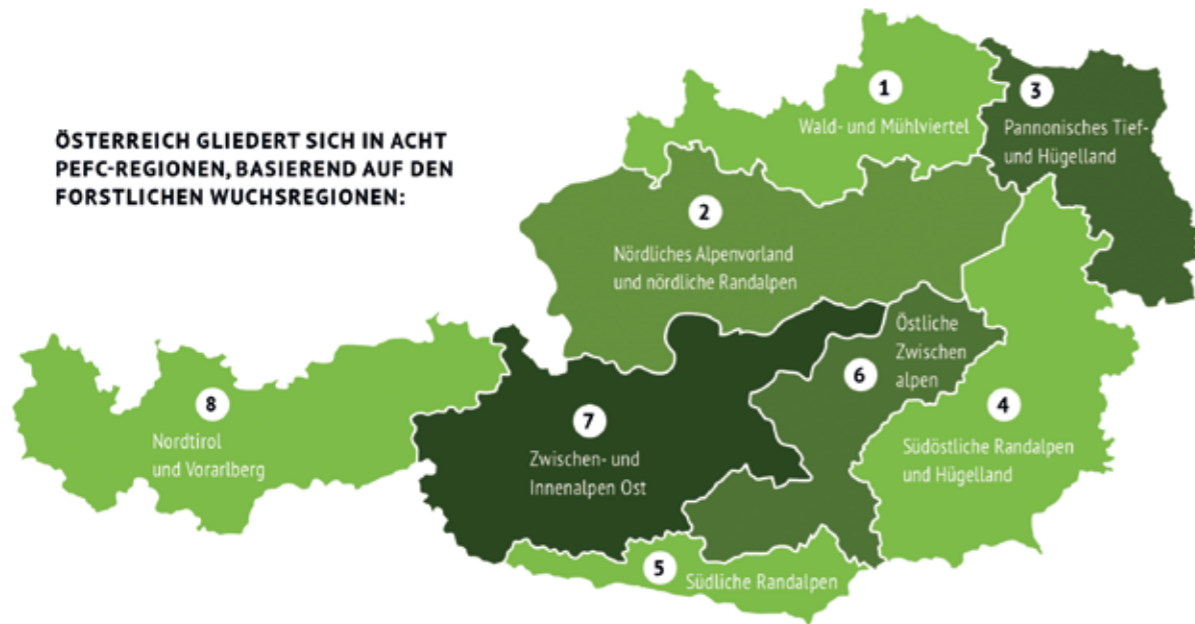 ÖSTERREICH GLIEDERT SICH IN ACHT
PEFC-REGIONEN, BASIEREND AUF DEN
FORSTLICHEN WUCHSREGIONEN:
1
Wald- und Mühlviertel
3
Pannonisches Tief-
und Hügelland
2
Nördliches Alpenvorland
und nördliche Randalpen
Östliche
Zwischen
alpen
6
4
Südöstliche Randalpen
und Hügelland
8
Nordtirol
und Vorarlberg
7
Zwischen- und
Innenalpen Ost
5
Südliche Randalpen